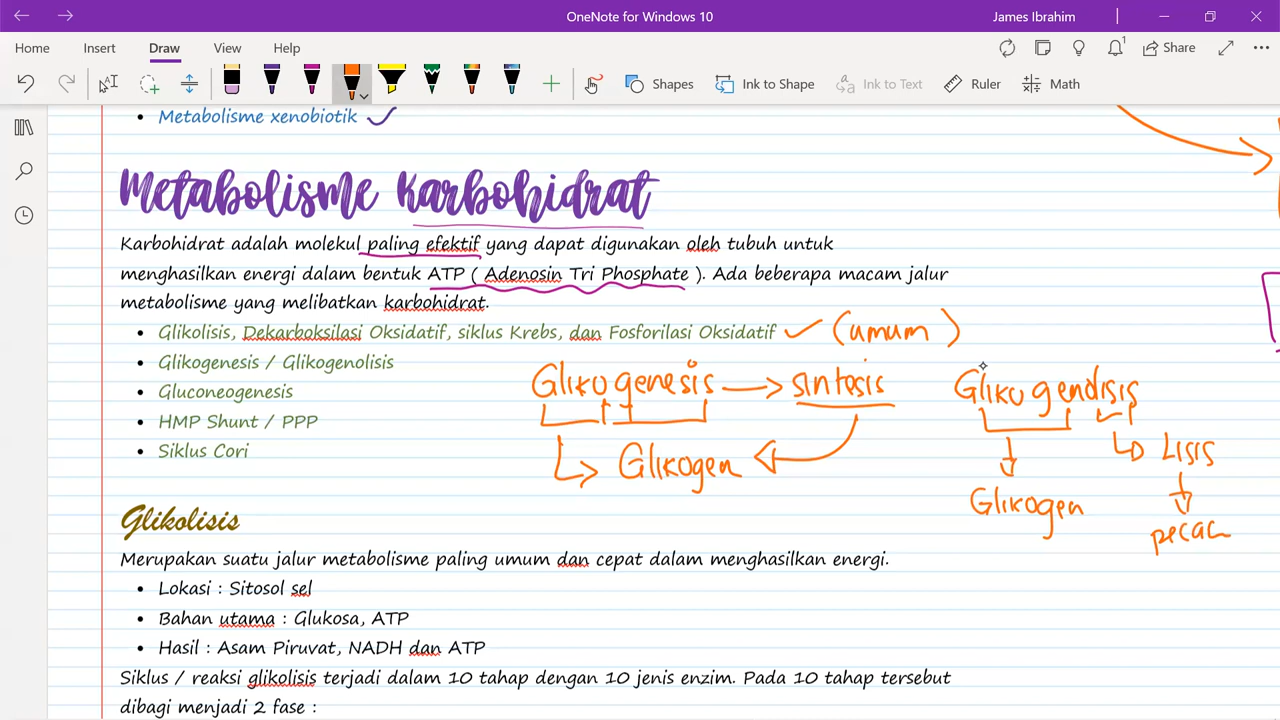 OneNote for Windows 10
James Ibrahim
Home Insert Draw View Help
1
Share
Shapes
Ink to Shape
Ink to Text
Ruler
Math
Metabolisme xenobiotik
Metabolisme Karbohidrat
Karbohidrat adalah molekul paling efektif yang dapat digunakan oleh tubuh untuk
menghasilkan energi dalam bentuk ATP ( Adenosin Tri Phosphate ). Ada beberapa macam jalur
metabolisme yang melibatkan karbohidrat.
Glikolisis, Dekarboksilasi Oksidatif, siklus Krebs, dan Fosforilasi Oksidatif
(umum)
Glikogenesis / Glikogenolisis
Gluconeogenesis
HMP Shunt / PPP
Siklus Cori
Glikogenesis → sintesis
Glikogen
Glikogenolisis
Lisis
Glikogen
pecah
Glikolisis
Merupakan suatu jalur metabolisme paling umum dan cepat dalam menghasilkan energi.
Lokasi : Sitosol sel
Bahan utama : Glukosa, ATP
Hasil : Asam Piruvat, NADH dan ATP
Siklus / reaksi glikolisis terjadi dalam 10 tahap dengan 10 jenis enzim. Pada 10 tahap tersebut
dibagi menjadi 2 fase :